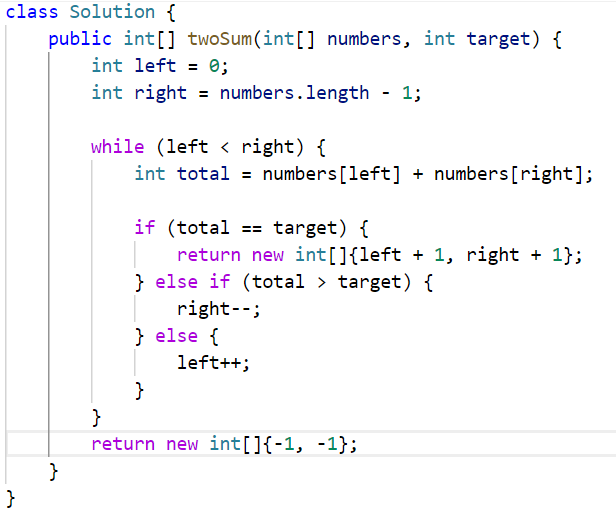 class Solution {
    public int[] twoSum(int[] numbers, int target) {
        int left = 0;
        int right = numbers.length - 1;

        while (left < right) {
            int total = numbers[left] + numbers[right];

            if (total == target) {
                return new int[]{left + 1, right + 1};
            } else if (total > target) {
                right--;
            } else {
                left++;
            }
        }
        return new int[]{-1, -1};
    }
}